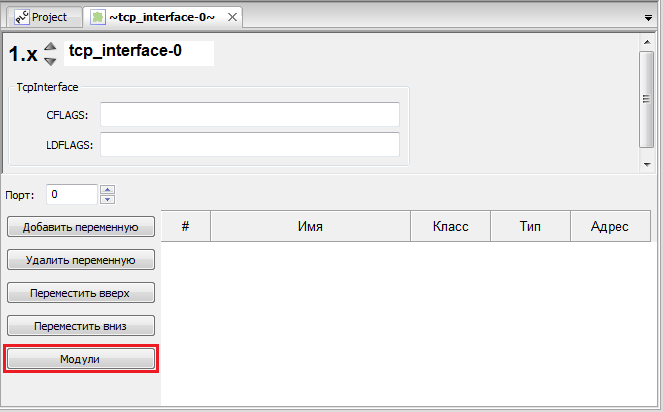 PLC Project ~tcp_interface-0~
1.x tcp_interface-0
TcpInterface
CFLAGS:
LDFLAGS:
Порт: 0
Добавить переменную
Удалить переменную
Переместить вверх
Переместить вниз
Модули
# Имя Класс Тип Адрес